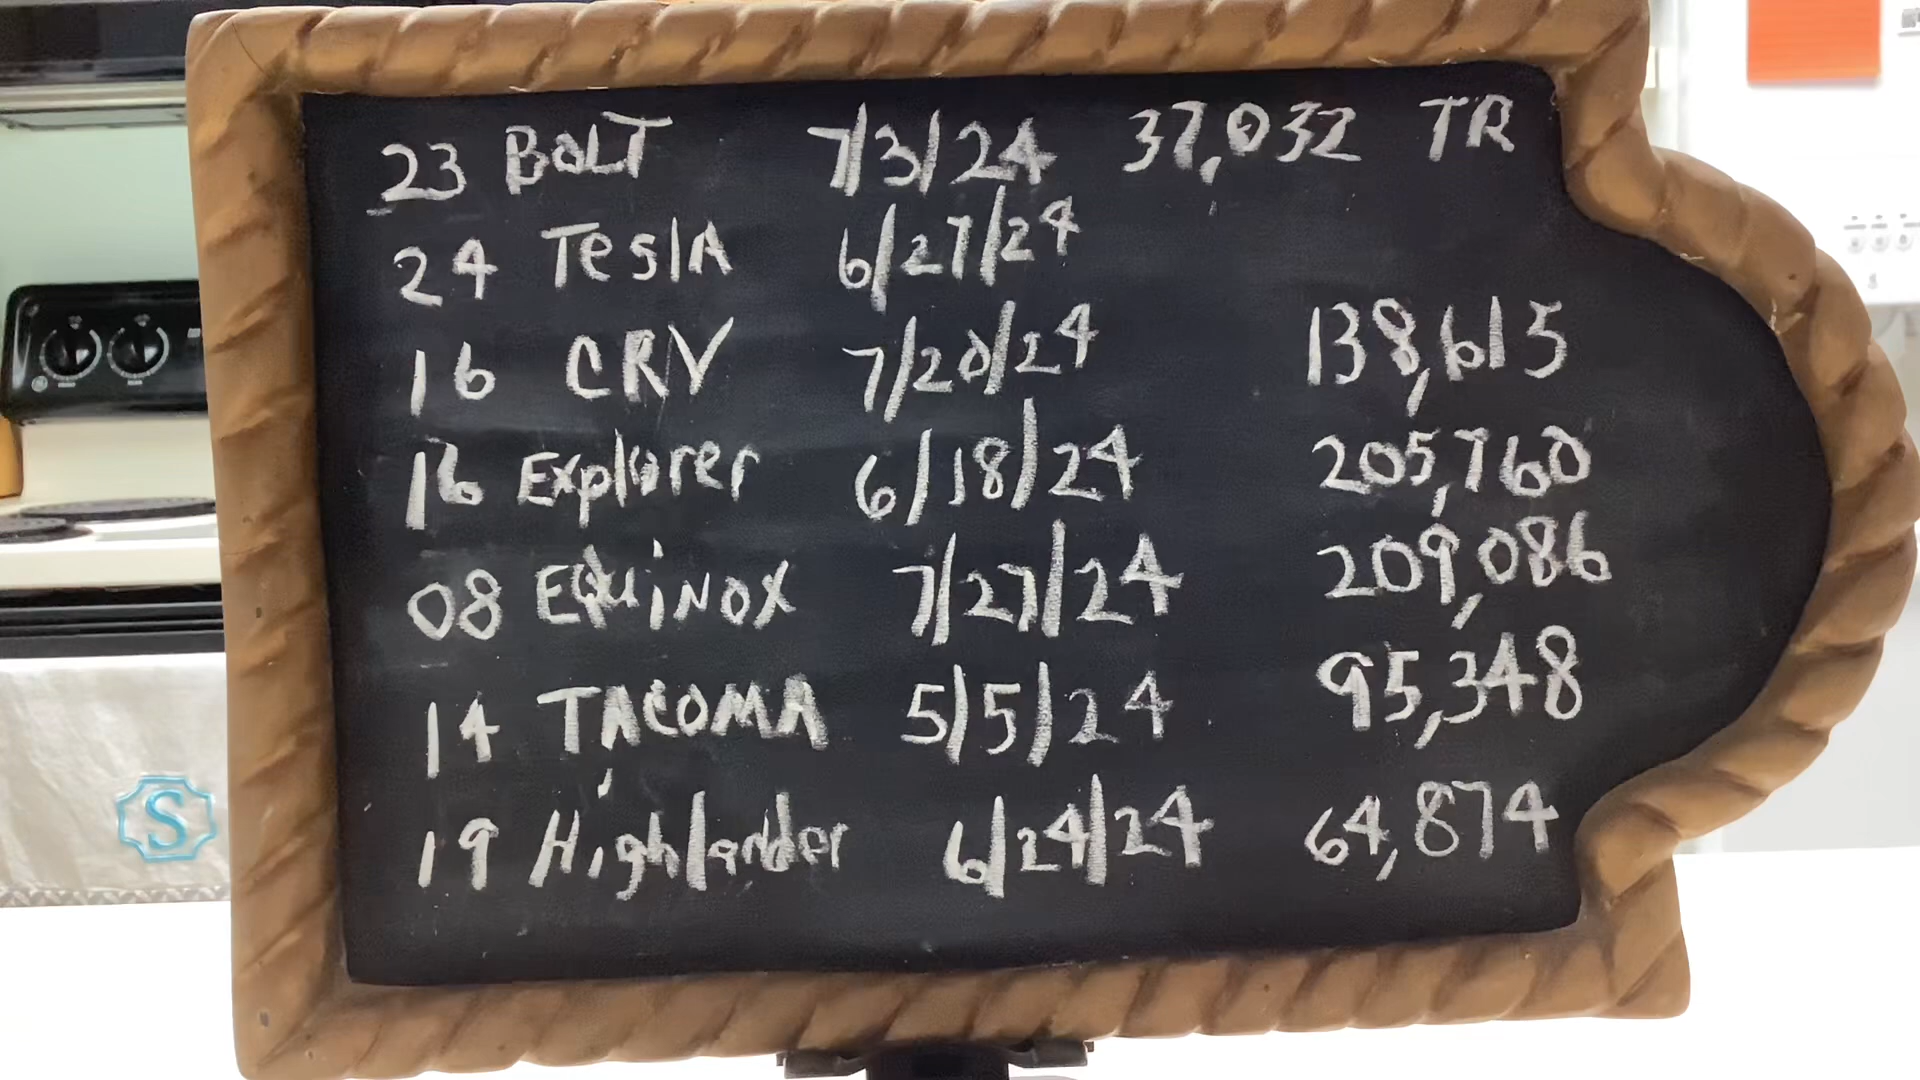 23 BOLT 7/3/24 37,032 TR
24 TeslA 6/27/24
16 CRV 7/20/24 138,615
16 Explorer 6/18/24 205,760
08 EQUiNOX 7/27/24 209,086
14 TACOMA 5/5/24 95,348
19 Highlander 6/24/24 64,874
S